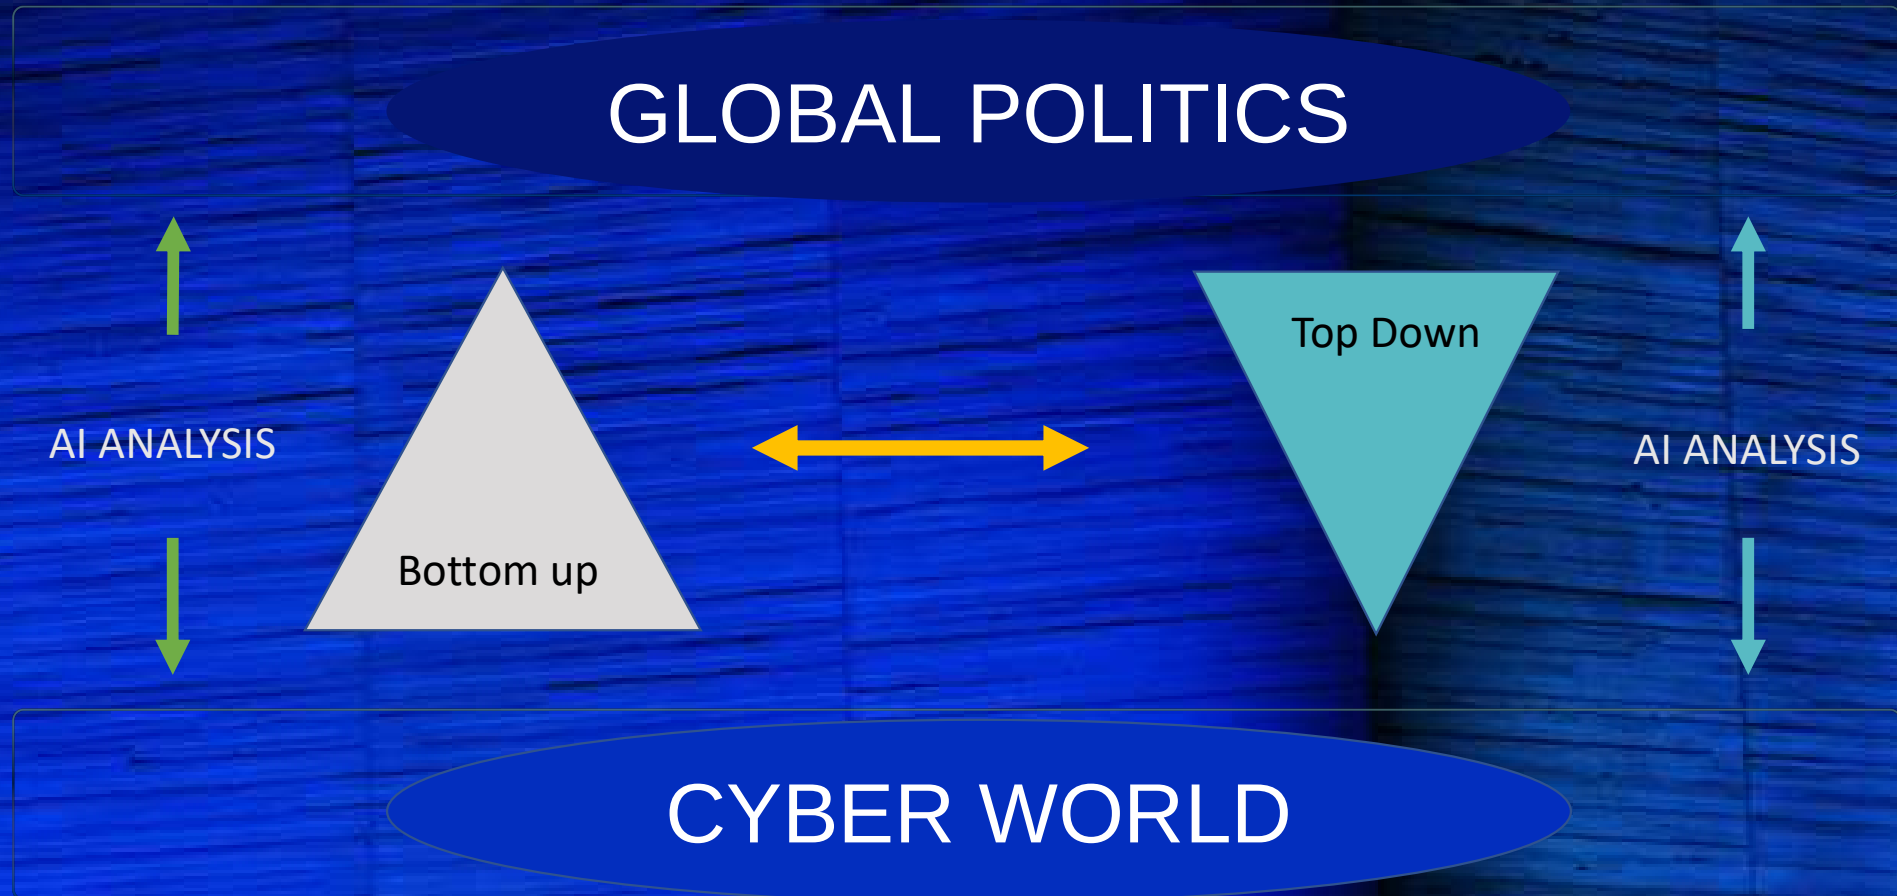 GLOBAL POLITICS
Top Down
AI ANALYSIS
AI ANALYSIS
Bottom up
CYBER WORLD